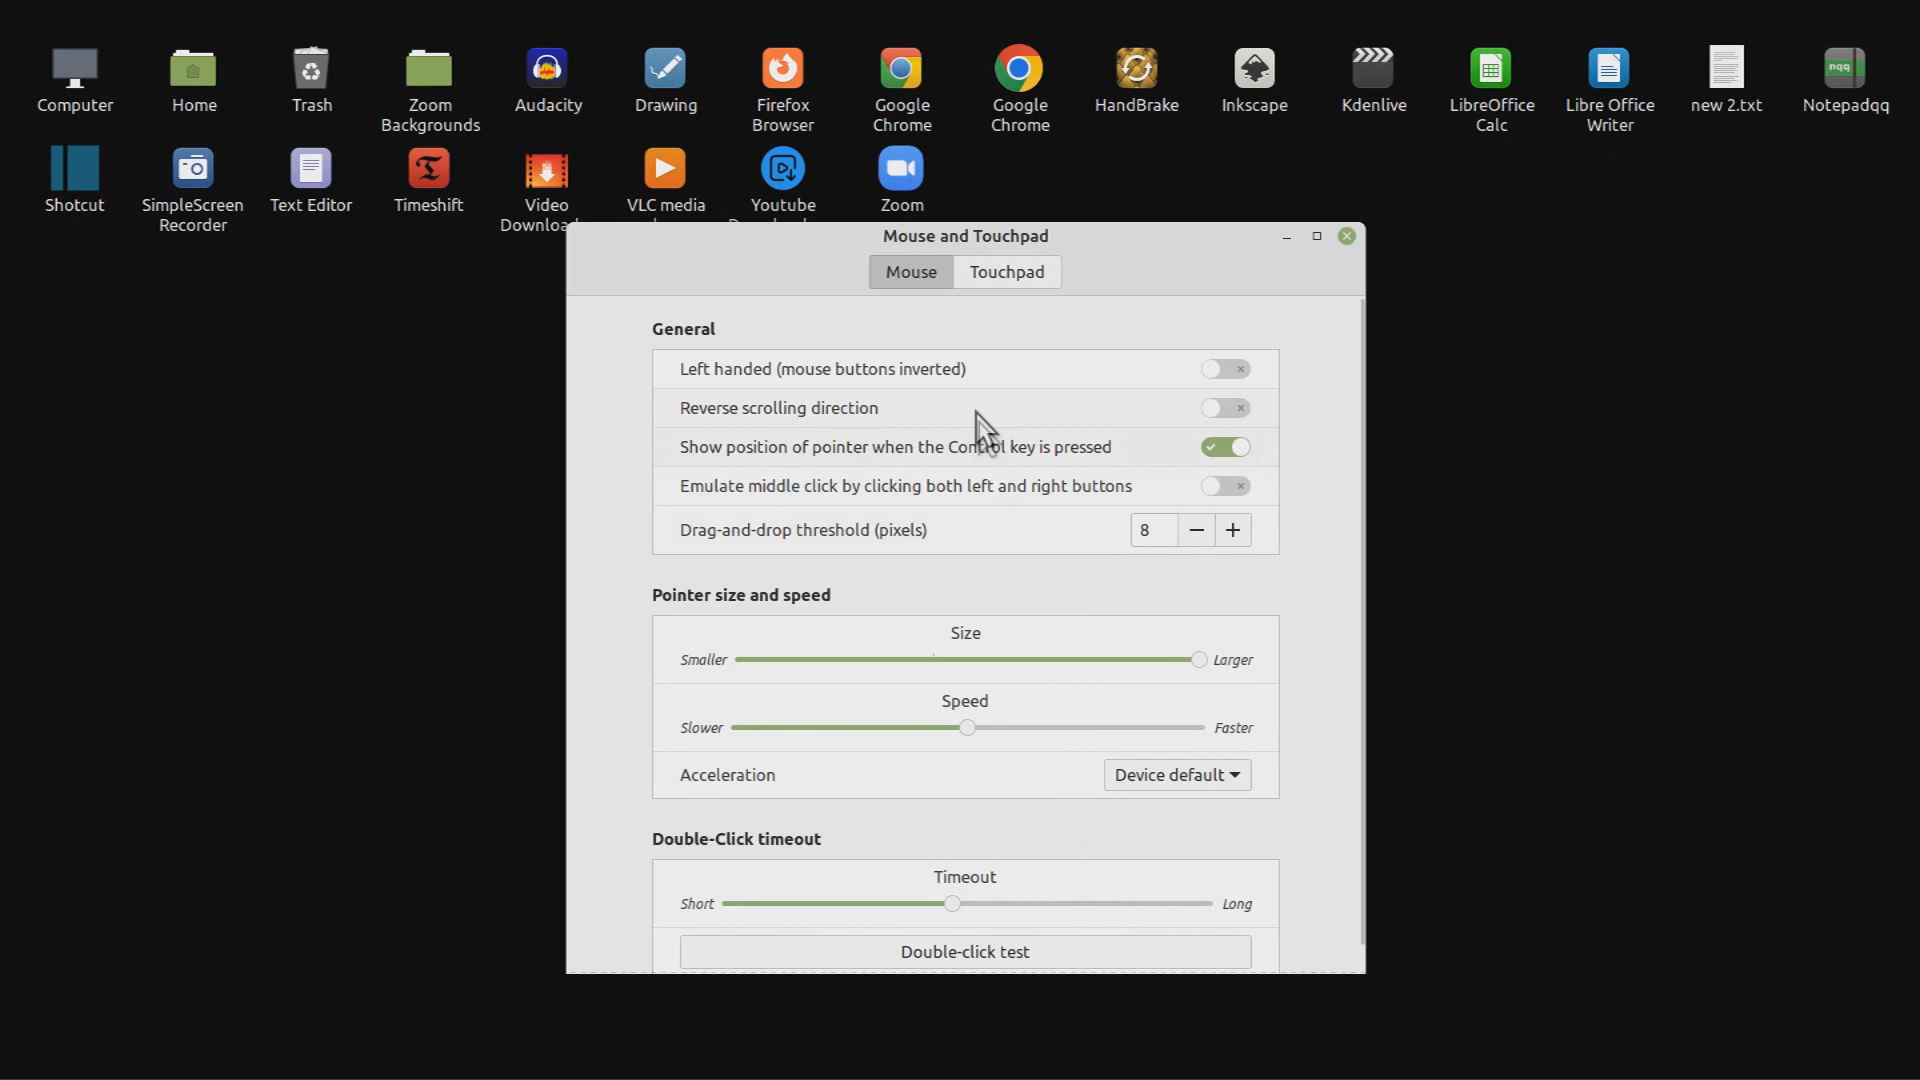 Computer
Home
Trash
Zoom
Backgrounds
Audacity
Drawing
Firefox
Browser
Google
Chrome
Google
Chrome
HandBrake
Inkscape
Kdenlive
LibreOffice
Calc
Libre Office
Writer
new 2.txt
nqq
Notepadqq
Shotcut
SimpleScreen
Recorder
Text Editor
Timeshift
Video
VLC media
Youtube
Zoom
Mouse and Touchpad
Mouse
Touchpad
General
Left handed (mouse buttons inverted)
Reverse scrolling direction
Show position of pointer when the Control key is pressed
Emulate middle click by clicking both left and right buttons
Drag-and-drop threshold (pixels)
8
Pointer size and speed
Size
Smaller
Larger
Speed
Slower
Faster
Acceleration
Device default
Double-Click timeout
Timeout
Short
Long
Double-click test